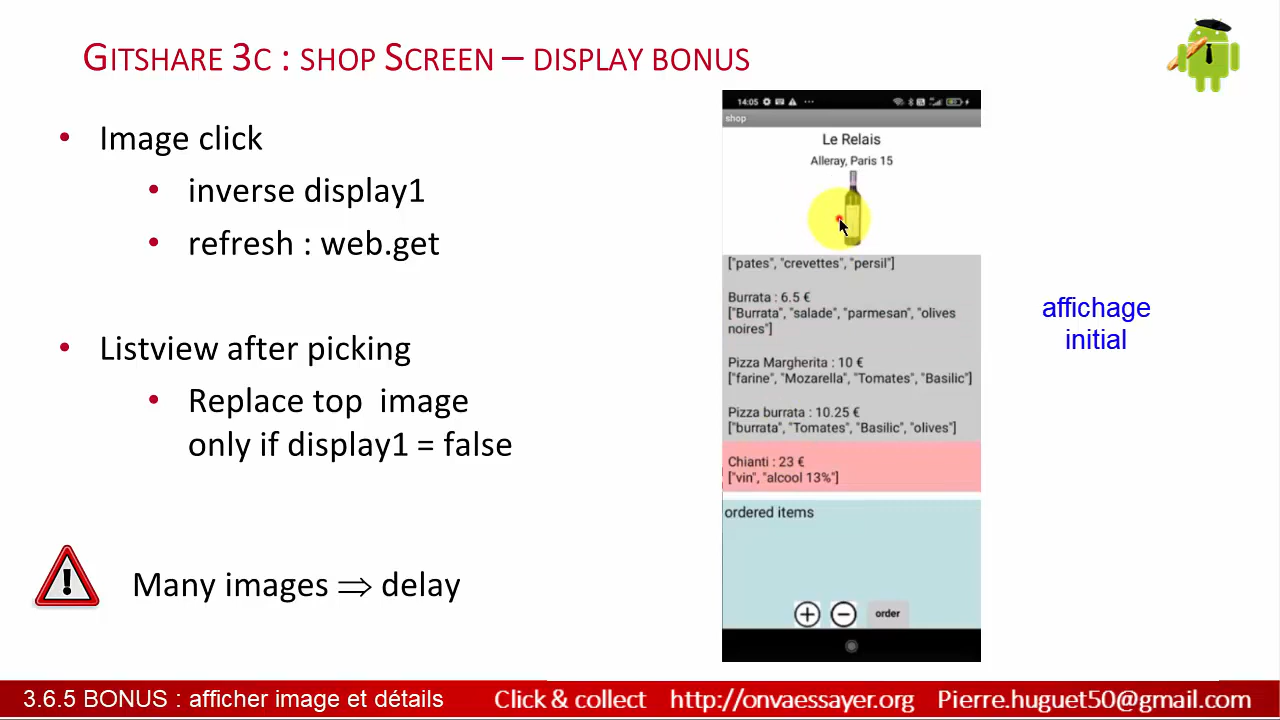 GITSHARE 3C : SHOP SCREEN – DISPLAY BONUS
• Image click
• inverse display1
• refresh : web.get
• Listview after picking
• Replace top image
only if display1 = false
! Many images ⇒ delay
14:05
shop
Le Relais
Alleray, Paris 15
["pates", "crevettes", "persil"]
Burrata : 6.5 €
["Burrata", "salade", "parmesan", "olives
noires"]
Pizza Margherita : 10 €
["farine", "Mozarella", "Tomates", "Basilic"]
Pizza burrata : 10.25 €
["burrata", "Tomates", "Basilic", "olives"]
Chianti : 23 €
["vin", "alcool 13%"]
ordered items
order
affichage
initial
3.6.5 BONUS : afficher image et détails Click & collect http://onvaessayer.org Pierre.huguet50@gmail.com